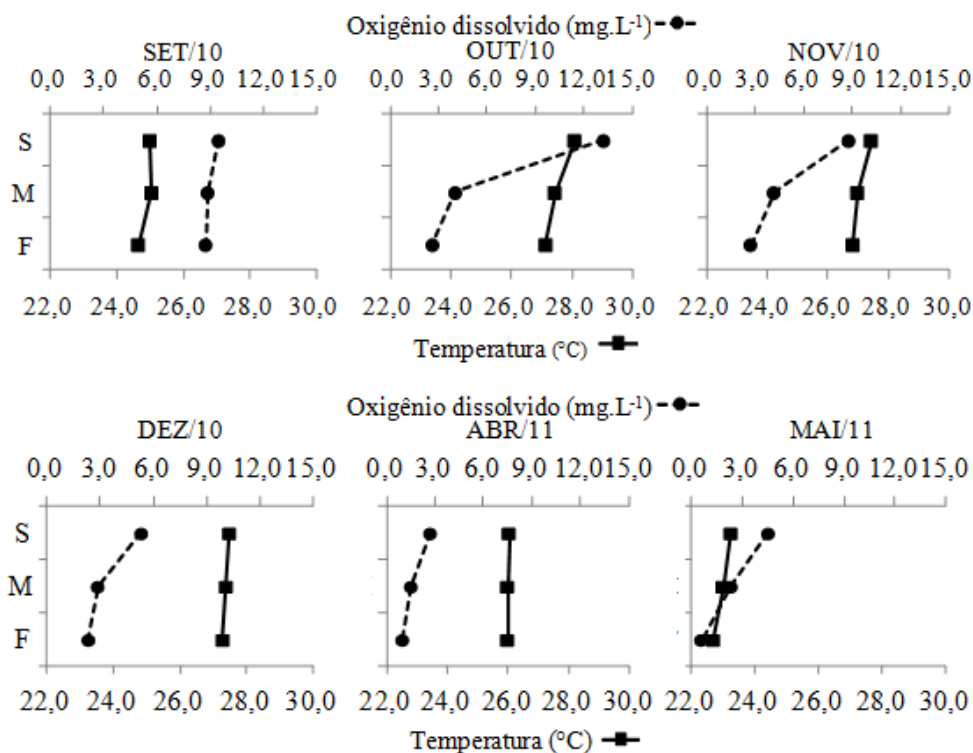 Oxigênio dissolvido (mg.L-1)
SET/10 OUT/10 NOV/10
0,0 3,0 6,0 9,0 12,0 15,0 0,0 3,0 6,0 9,0 12,0 15,0 0,0 3,0 6,0 9,0 12,0 15,0
S
M
F
22,0 24,0 26,0 28,0 30,0 22,0 24,0 26,0 28,0 30,0 22,0 24,0 26,0 28,0 30,0
Temperatura (°C)
Oxigênio dissolvido (mg.L-1)
DEZ/10 ABR/11 MAI/11
0,0 3,0 6,0 9,0 12,0 15,0 0,0 3,0 6,0 9,0 12,0 15,0 0,0 3,0 6,0 9,0 12,0 15,0
S
M
F
22,0 24,0 26,0 28,0 30,0 22,0 24,0 26,0 28,0 30,0 22,0 24,0 26,0 28,0 30,0
Temperatura (°C)